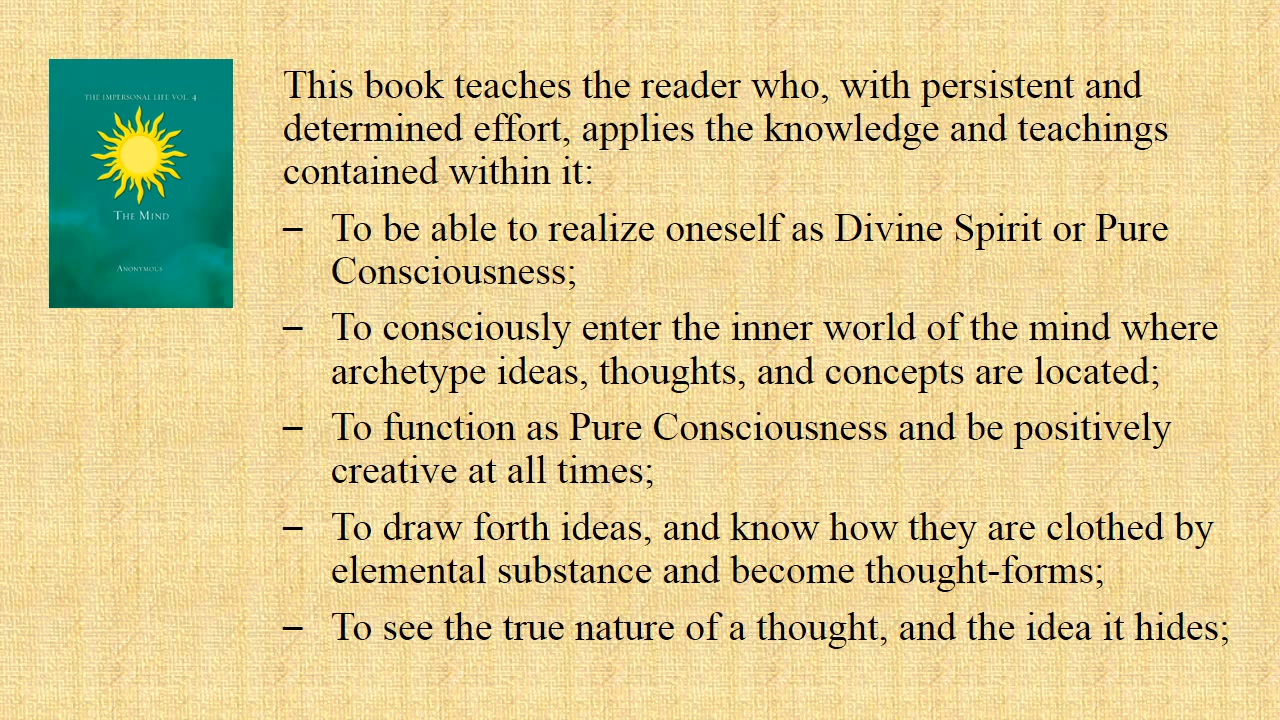 THE IMPERSONAL LIFE VOL. 4
THE MIND
ANONYMOUS
This book teaches the reader who, with persistent and
determined effort, applies the knowledge and teachings
contained within it:
– To be able to realize oneself as Divine Spirit or Pure
Consciousness;
– To consciously enter the inner world of the mind where
archetype ideas, thoughts, and concepts are located;
– To function as Pure Consciousness and be positively
creative at all times;
– To draw forth ideas, and know how they are clothed by
elemental substance and become thought-forms;
– To see the true nature of a thought, and the idea it hides;